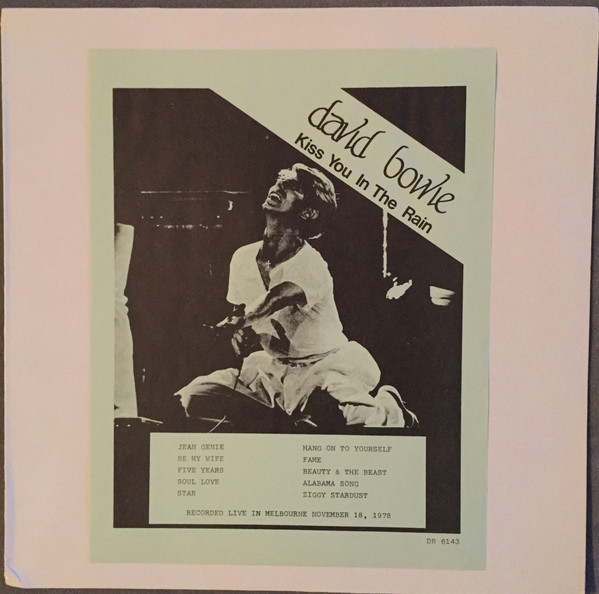 david bowie
Kiss You In The Rain
JEAN GENIE
BE MY WIFE
FIVE YEARS
SOUL LOVE
STAR
HANG ON TO YOURSELF
FAME
BEAUTY & THE BEAST
ALABAMA SONG
ZIGGY STARDUST
RECORDED LIVE IN MELBOURNE NOVEMBER 18, 1978
DR 6143